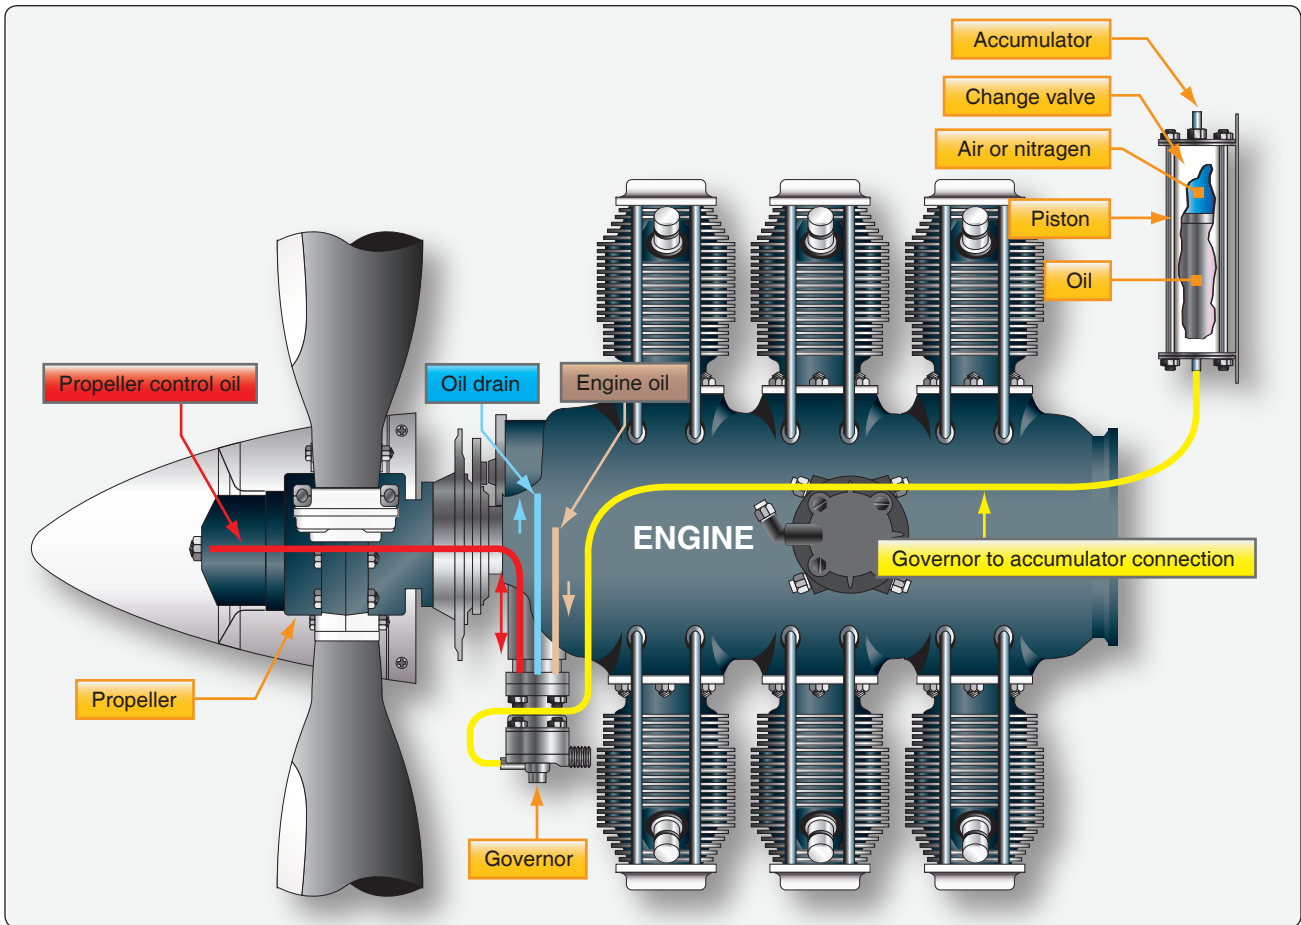 Accumulator
Change valve
Air or nitragen
Piston
Oil
Propeller control oil
Oil drain
Engine oil
ENGINE
Governor to accumulator connection
Propeller
Governor